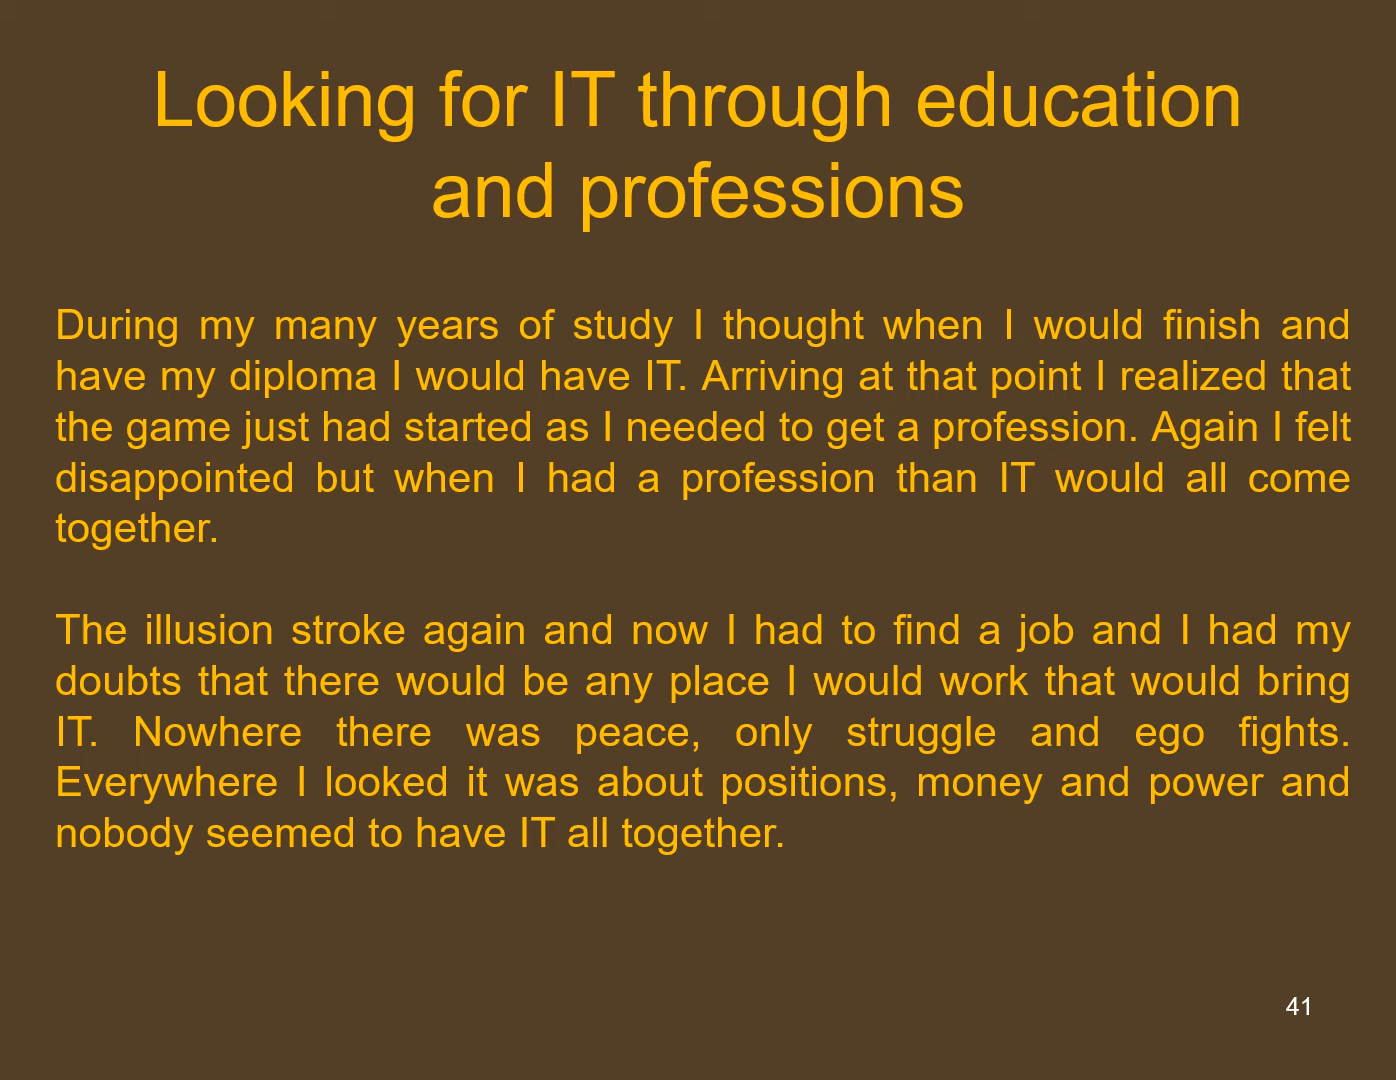 Looking for IT through education
and professions
During my many years of study I thought when I would finish and
have my diploma I would have IT. Arriving at that point I realized that
the game just had started as I needed to get a profession. Again I felt
disappointed but when I had a profession than IT would all come
together.
The illusion stroke again and now I had to find a job and I had my
doubts that there would be any place I would work that would bring
IT. Nowhere there was peace, only struggle and ego fights.
Everywhere I looked it was about positions, money and power and
nobody seemed to have IT all together.
41